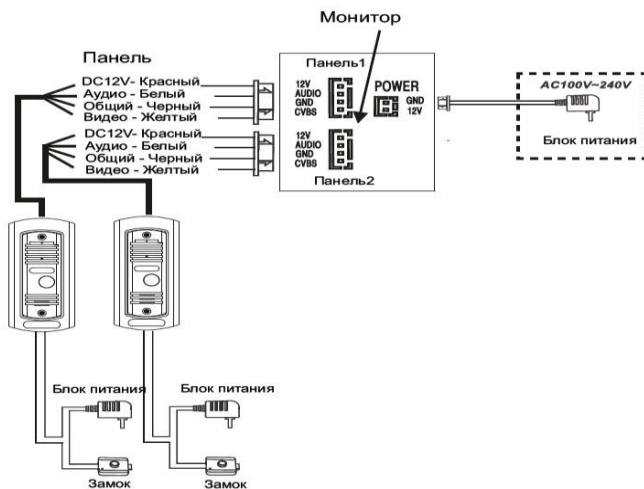 Монитор
Панель
DC12V- Красный
Аудио - Белый
Общий - Черный
Видео - Желтый
DC12V- Красный
Аудио - Белый
Общий - Черный
Видео - Желтый
Панель1
12V
AUDIO
GND
CVBS
POWER
GND
12V
12V
AUDIO
GND
CVBS
Панель2
AC100V~240V
Блок питания
Блок питания
Блок питания
Замок
Замок